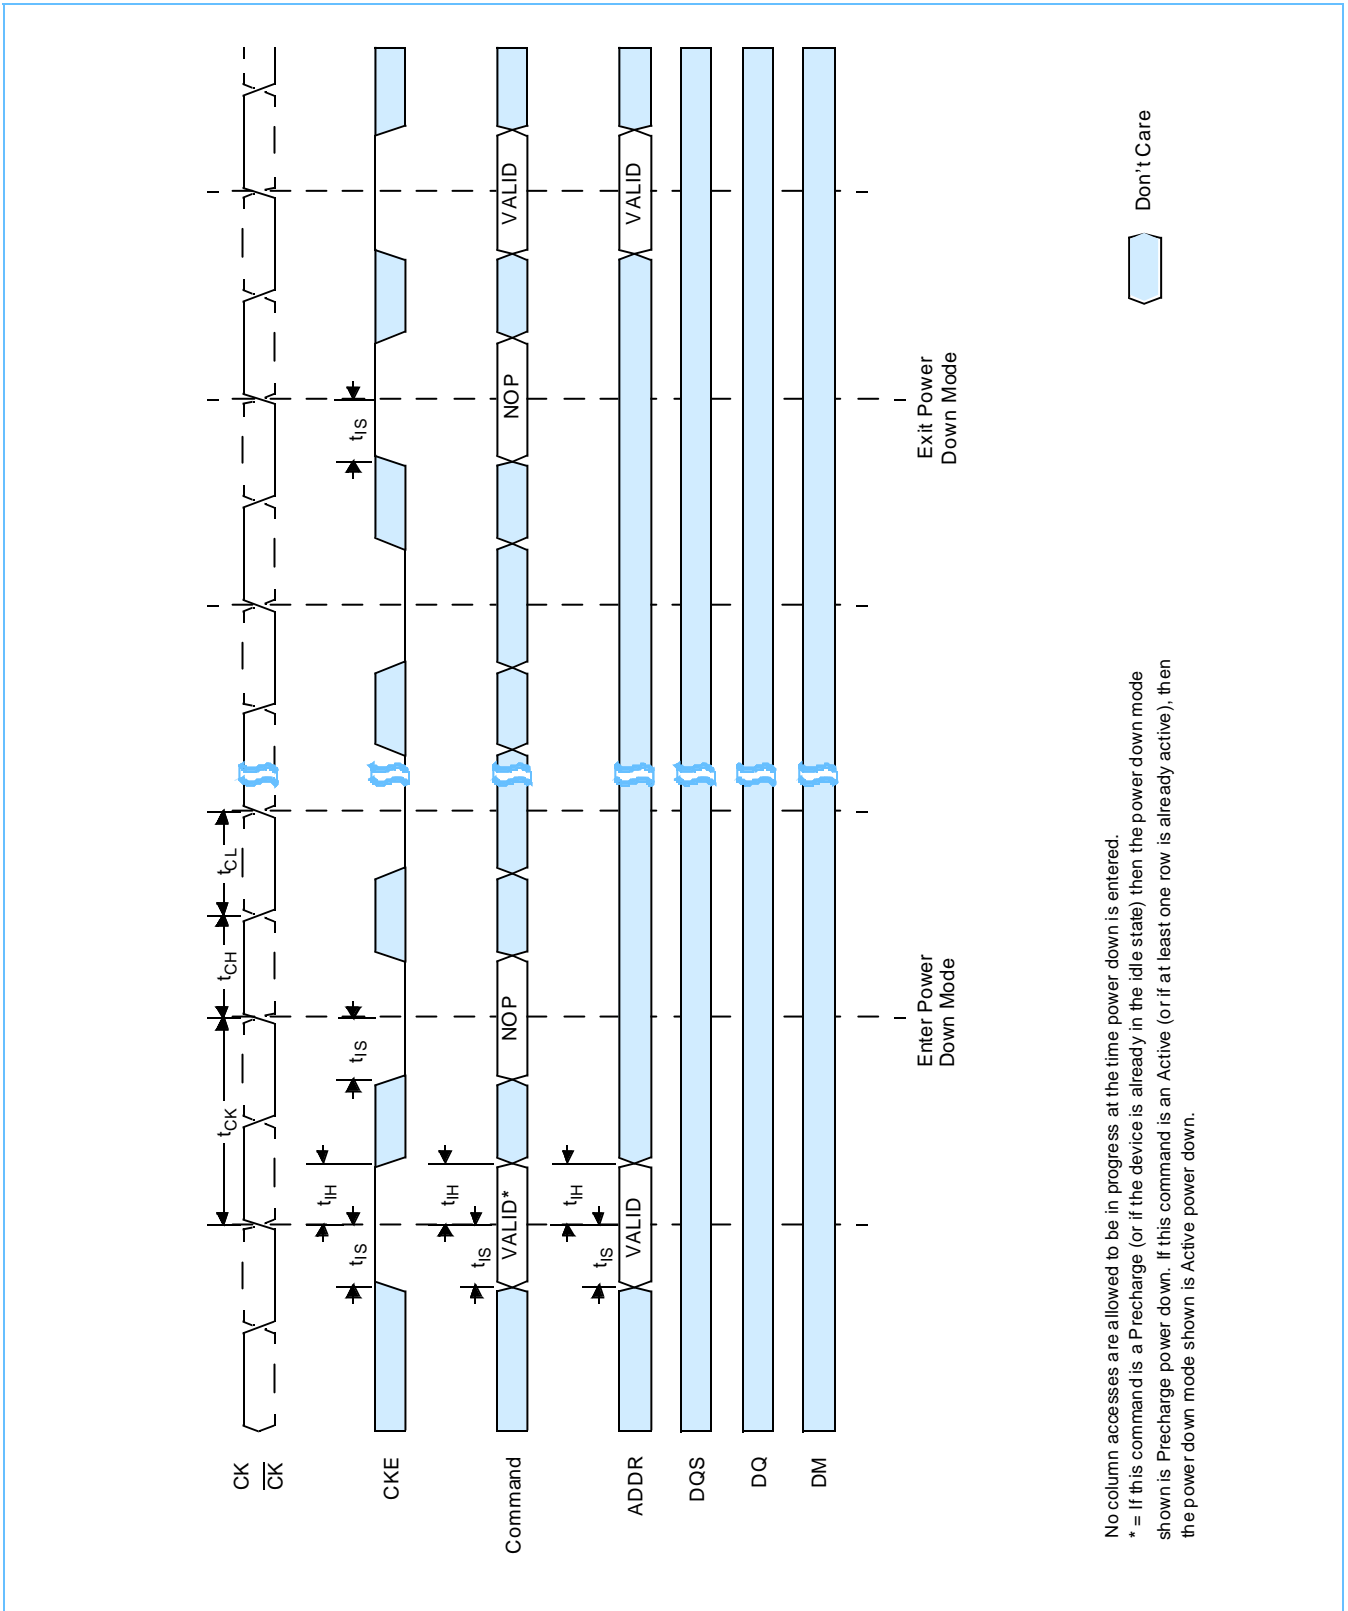 CK
CK
CKE
Command
ADDR
DQS
DQ
DM
tCK
tCH
tCL
tIS
tIH
tIS
tIS
tIS
tIH
tIS
tIH
VALID*
NOP
NOP
VALID
VALID
VALID
Enter Power
Down Mode
Exit Power
Down Mode
Don't Care
No column accesses are allowed to be in progress at the time power down is entered.
* = If this command is a Precharge (or if the device is already in the idle state) then the power down mode
shown is Precharge power down. If this command is an Active (or if at least one row is already active), then
the power down mode shown is Active power down.